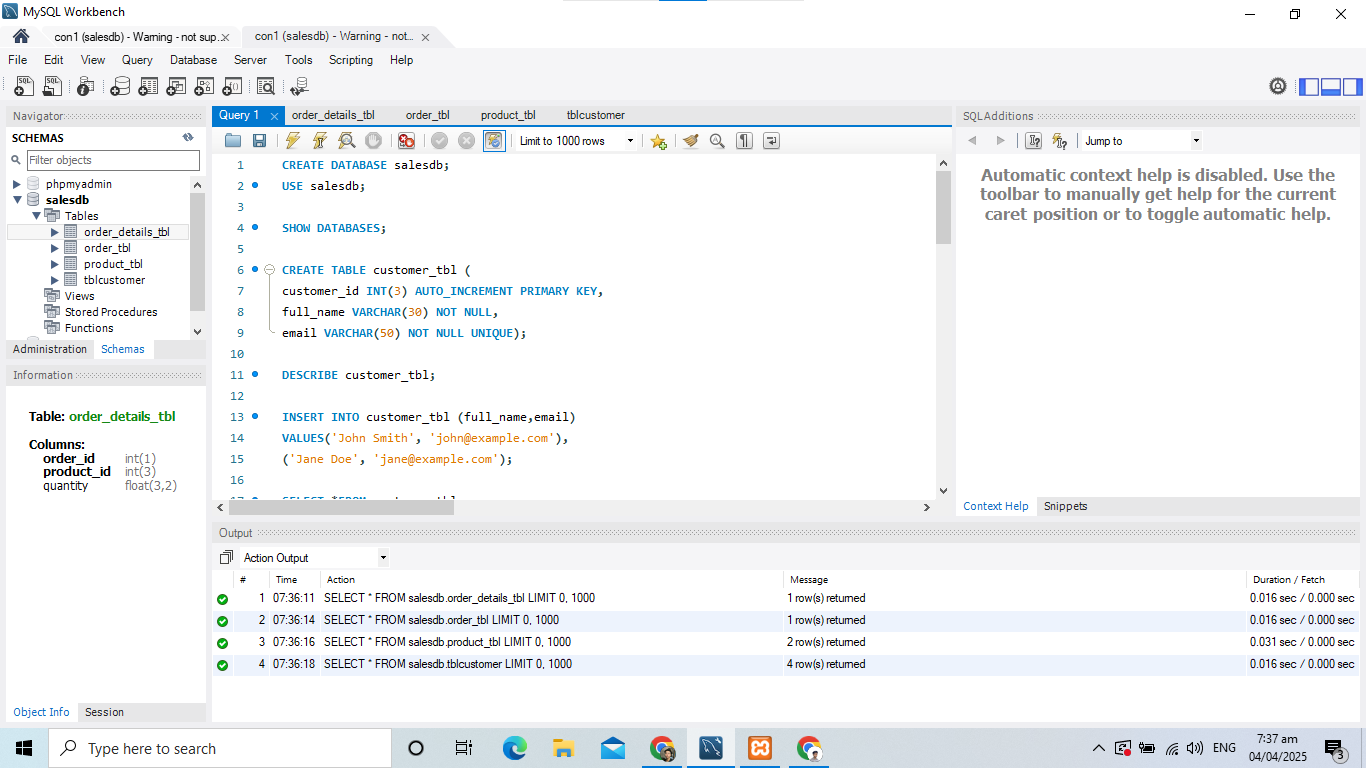 MySQL Workbench
con1 (salesdb) - Warning - not sup...
con1 (salesdb) - Warning - not...
File Edit View Query Database Server Tools Scripting Help
Navigator
SCHEMAS
Filter objects
phpmyadmin
salesdb
Tables
order_details_tbl
order_tbl
product_tbl
tblcustomer
Views
Stored Procedures
Functions
Administration Schemas
Information
Table: order_details_tbl
Columns:
order_id int(1)
product_id int(3)
quantity float(3,2)
Object Info Session
Query 1 order_details_tbl order_tbl product_tbl tblcustomer
Limit to 1000 rows
1 CREATE DATABASE salesdb;
2 USE salesdb;
3
4 SHOW DATABASES;
5
6 CREATE TABLE customer_tbl (
7 customer_id INT(3) AUTO_INCREMENT PRIMARY KEY,
8 full_name VARCHAR(30) NOT NULL,
9 email VARCHAR(50) NOT NULL UNIQUE);
10
11 DESCRIBE customer_tbl;
12
13 INSERT INTO customer_tbl (full_name,email)
14 VALUES('John Smith', 'john@example.com'),
15 ('Jane Doe', 'jane@example.com');
16
SQLAdditions
Jump to
Automatic context help is disabled. Use the
toolbar to manually get help for the current
caret position or to toggle automatic help.
Context Help Snippets
Output
Action Output
# Time Action Message Duration / Fetch
1 07:36:11 SELECT * FROM salesdb.order_details_tbl LIMIT 0, 1000 1 row(s) returned 0.016 sec / 0.000 sec
2 07:36:14 SELECT * FROM salesdb.order_tbl LIMIT 0, 1000 1 row(s) returned 0.016 sec / 0.000 sec
3 07:36:16 SELECT * FROM salesdb.product_tbl LIMIT 0, 1000 2 row(s) returned 0.031 sec / 0.000 sec
4 07:36:18 SELECT * FROM salesdb.tblcustomer LIMIT 0, 1000 4 row(s) returned 0.016 sec / 0.000 sec
Type here to search
ENG
7:37 pm
04/04/2025
3